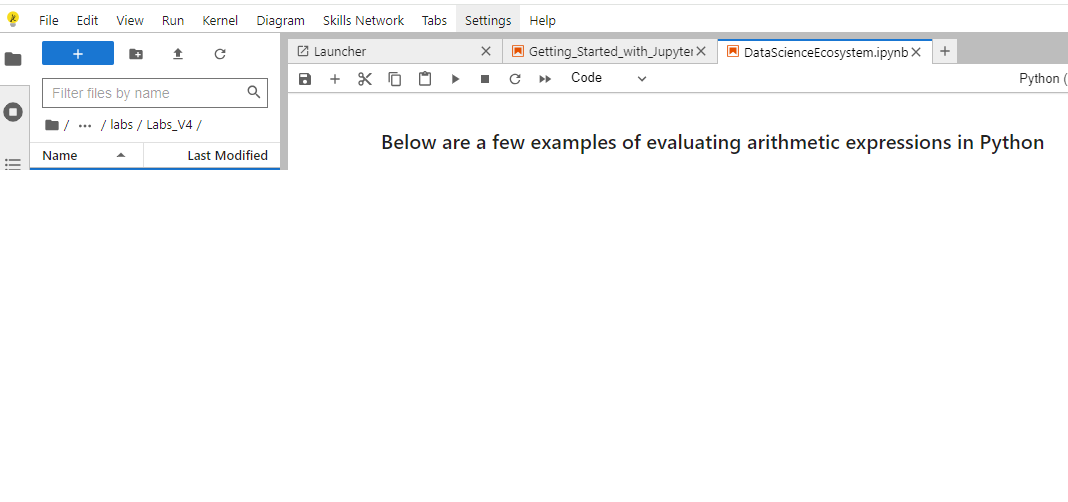 File Edit View Run Kernel Diagram Skills Network Tabs Settings Help
Launcher Getting_Started_with_Jupyter DataScienceEcosystem.ipynb
Code Python (
Filter files by name
/ ... / labs / Labs_V4 /
Name Last Modified
Below are a few examples of evaluating arithmetic expressions in Python